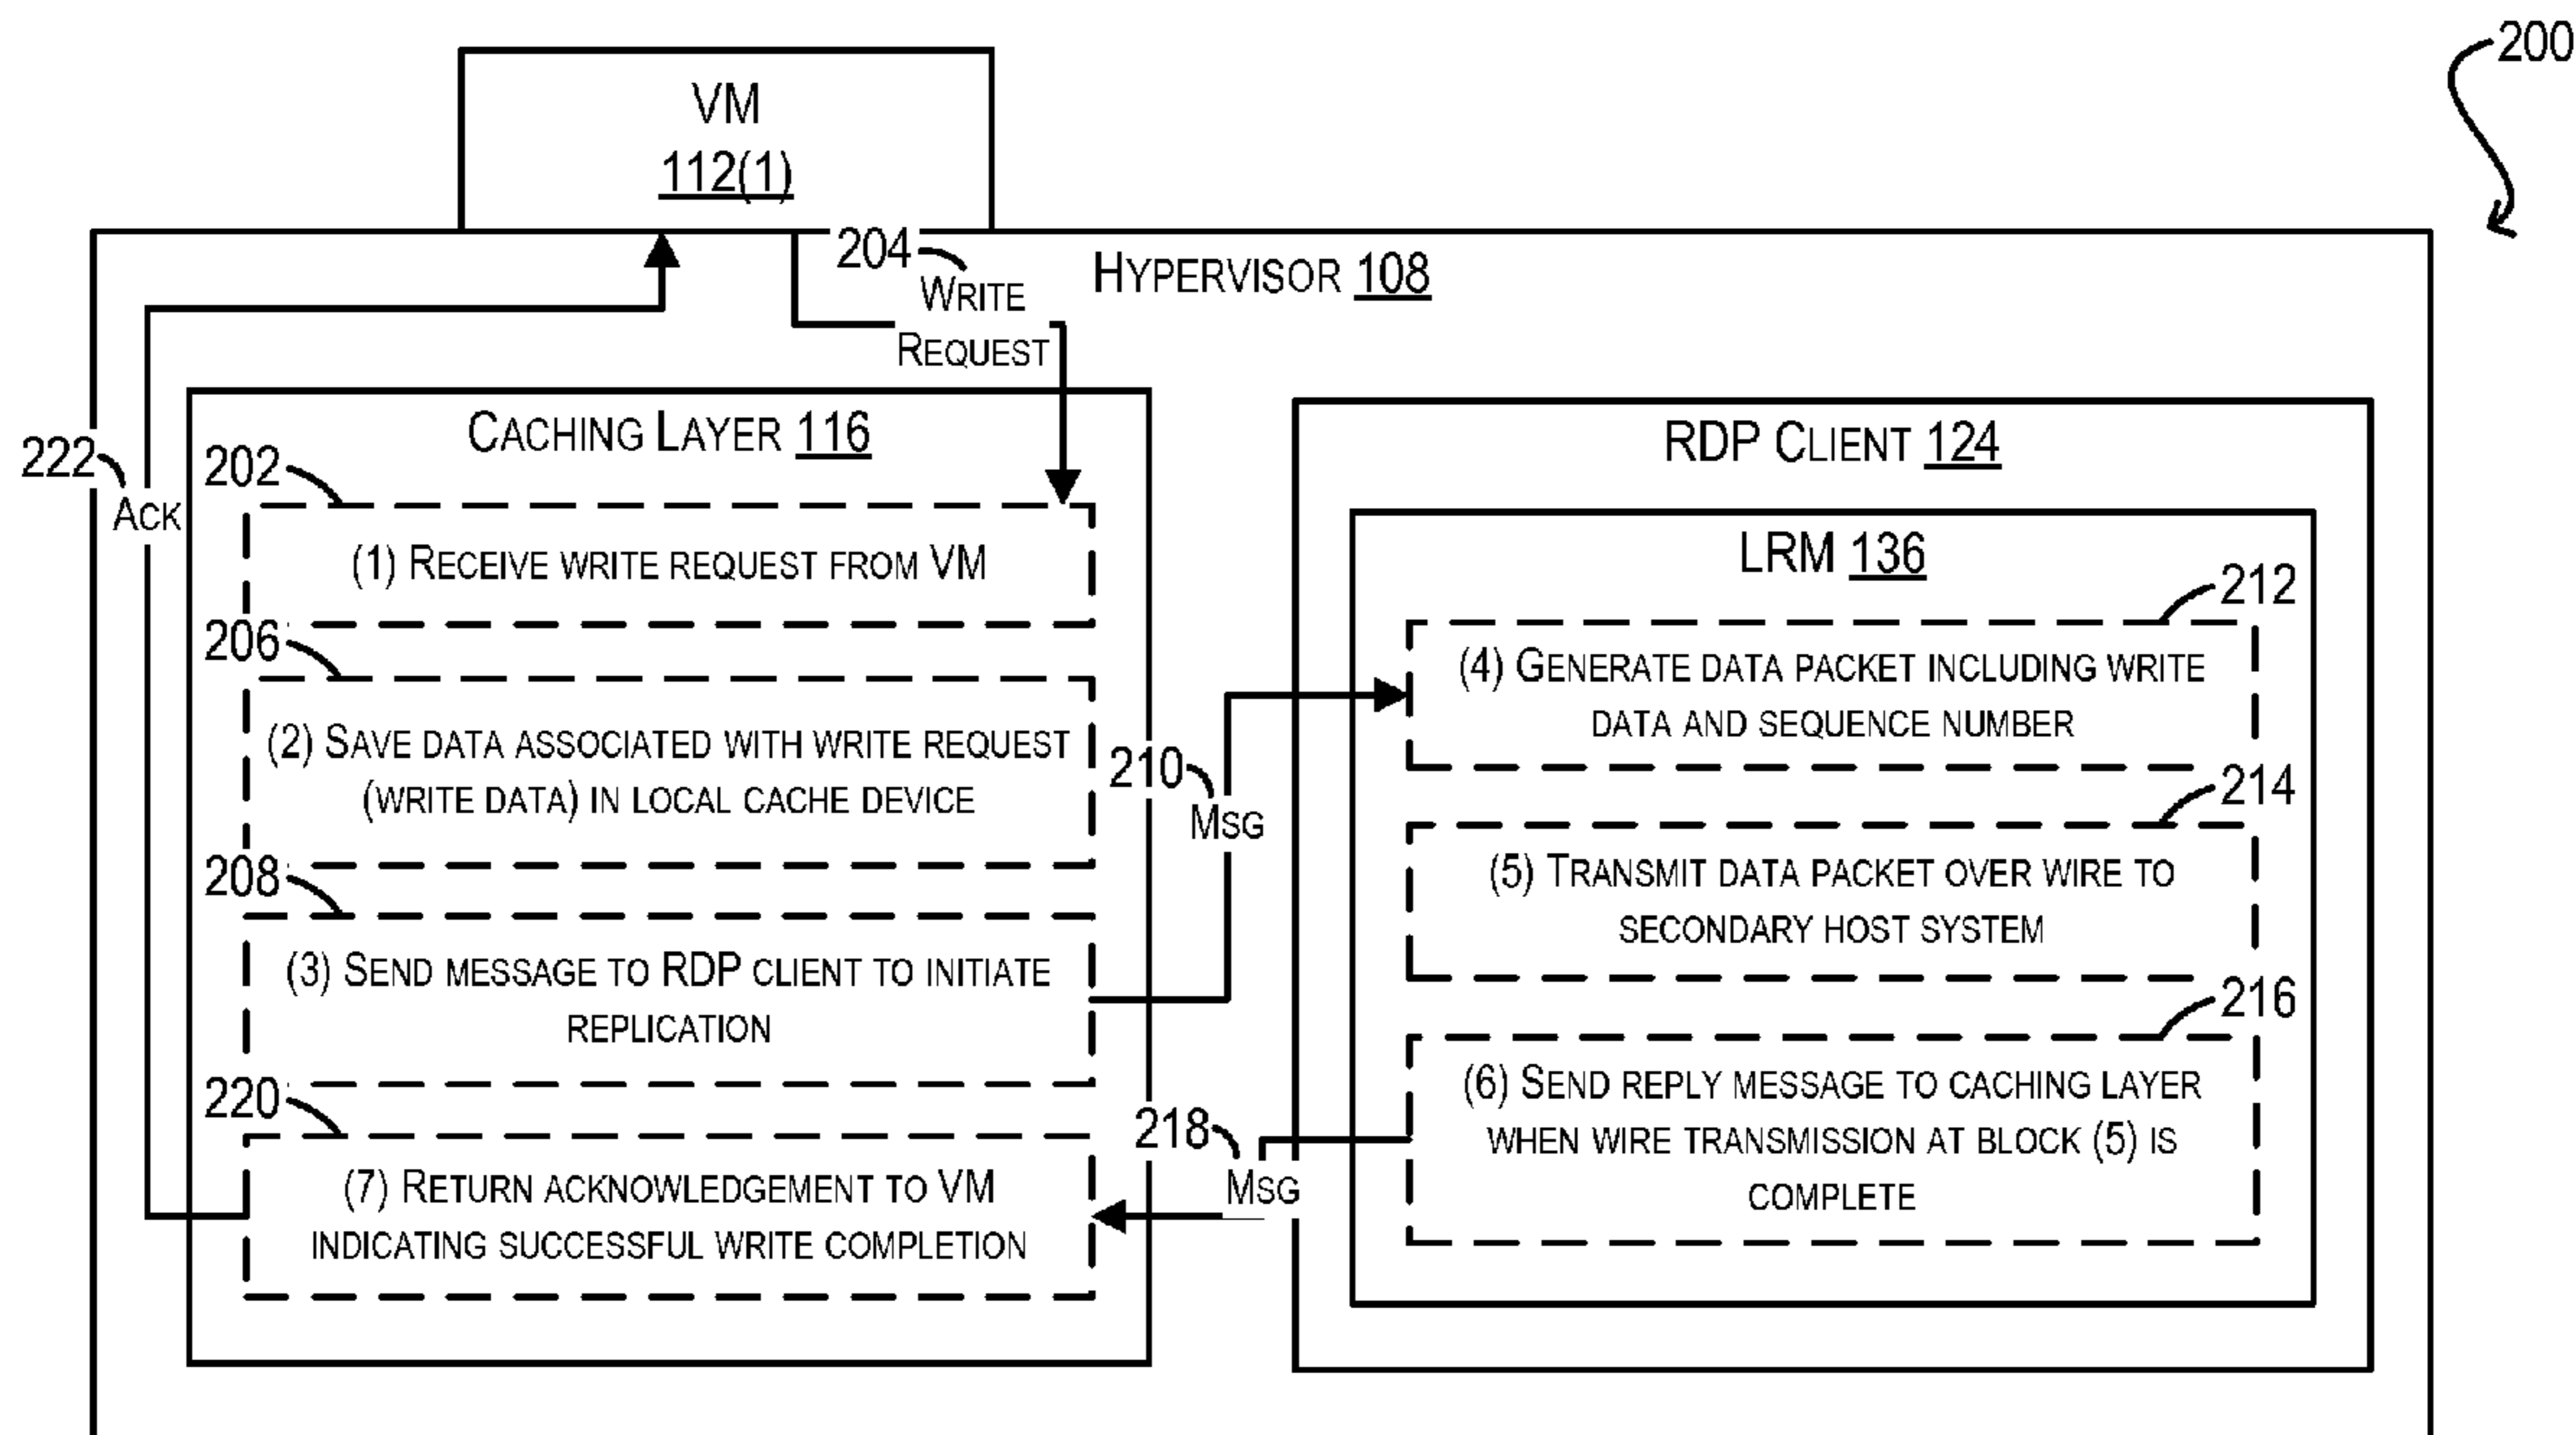 200
VM
112(1)
204
WRITE
REQUEST
HYPERVISOR 108
CACHING LAYER 116
222
ACK
202
(1) RECEIVE WRITE REQUEST FROM VM
206
(2) SAVE DATA ASSOCIATED WITH WRITE REQUEST
(WRITE DATA) IN LOCAL CACHE DEVICE
208
(3) SEND MESSAGE TO RDP CLIENT TO INITIATE
REPLICATION
220
(7) RETURN ACKNOWLEDGEMENT TO VM
INDICATING SUCCESSFUL WRITE COMPLETION
210
MSG
218
MSG
RDP CLIENT 124
LRM 136
212
(4) GENERATE DATA PACKET INCLUDING WRITE
DATA AND SEQUENCE NUMBER
214
(5) TRANSMIT DATA PACKET OVER WIRE TO
SECONDARY HOST SYSTEM
216
(6) SEND REPLY MESSAGE TO CACHING LAYER
WHEN WIRE TRANSMISSION AT BLOCK (5) IS
COMPLETE